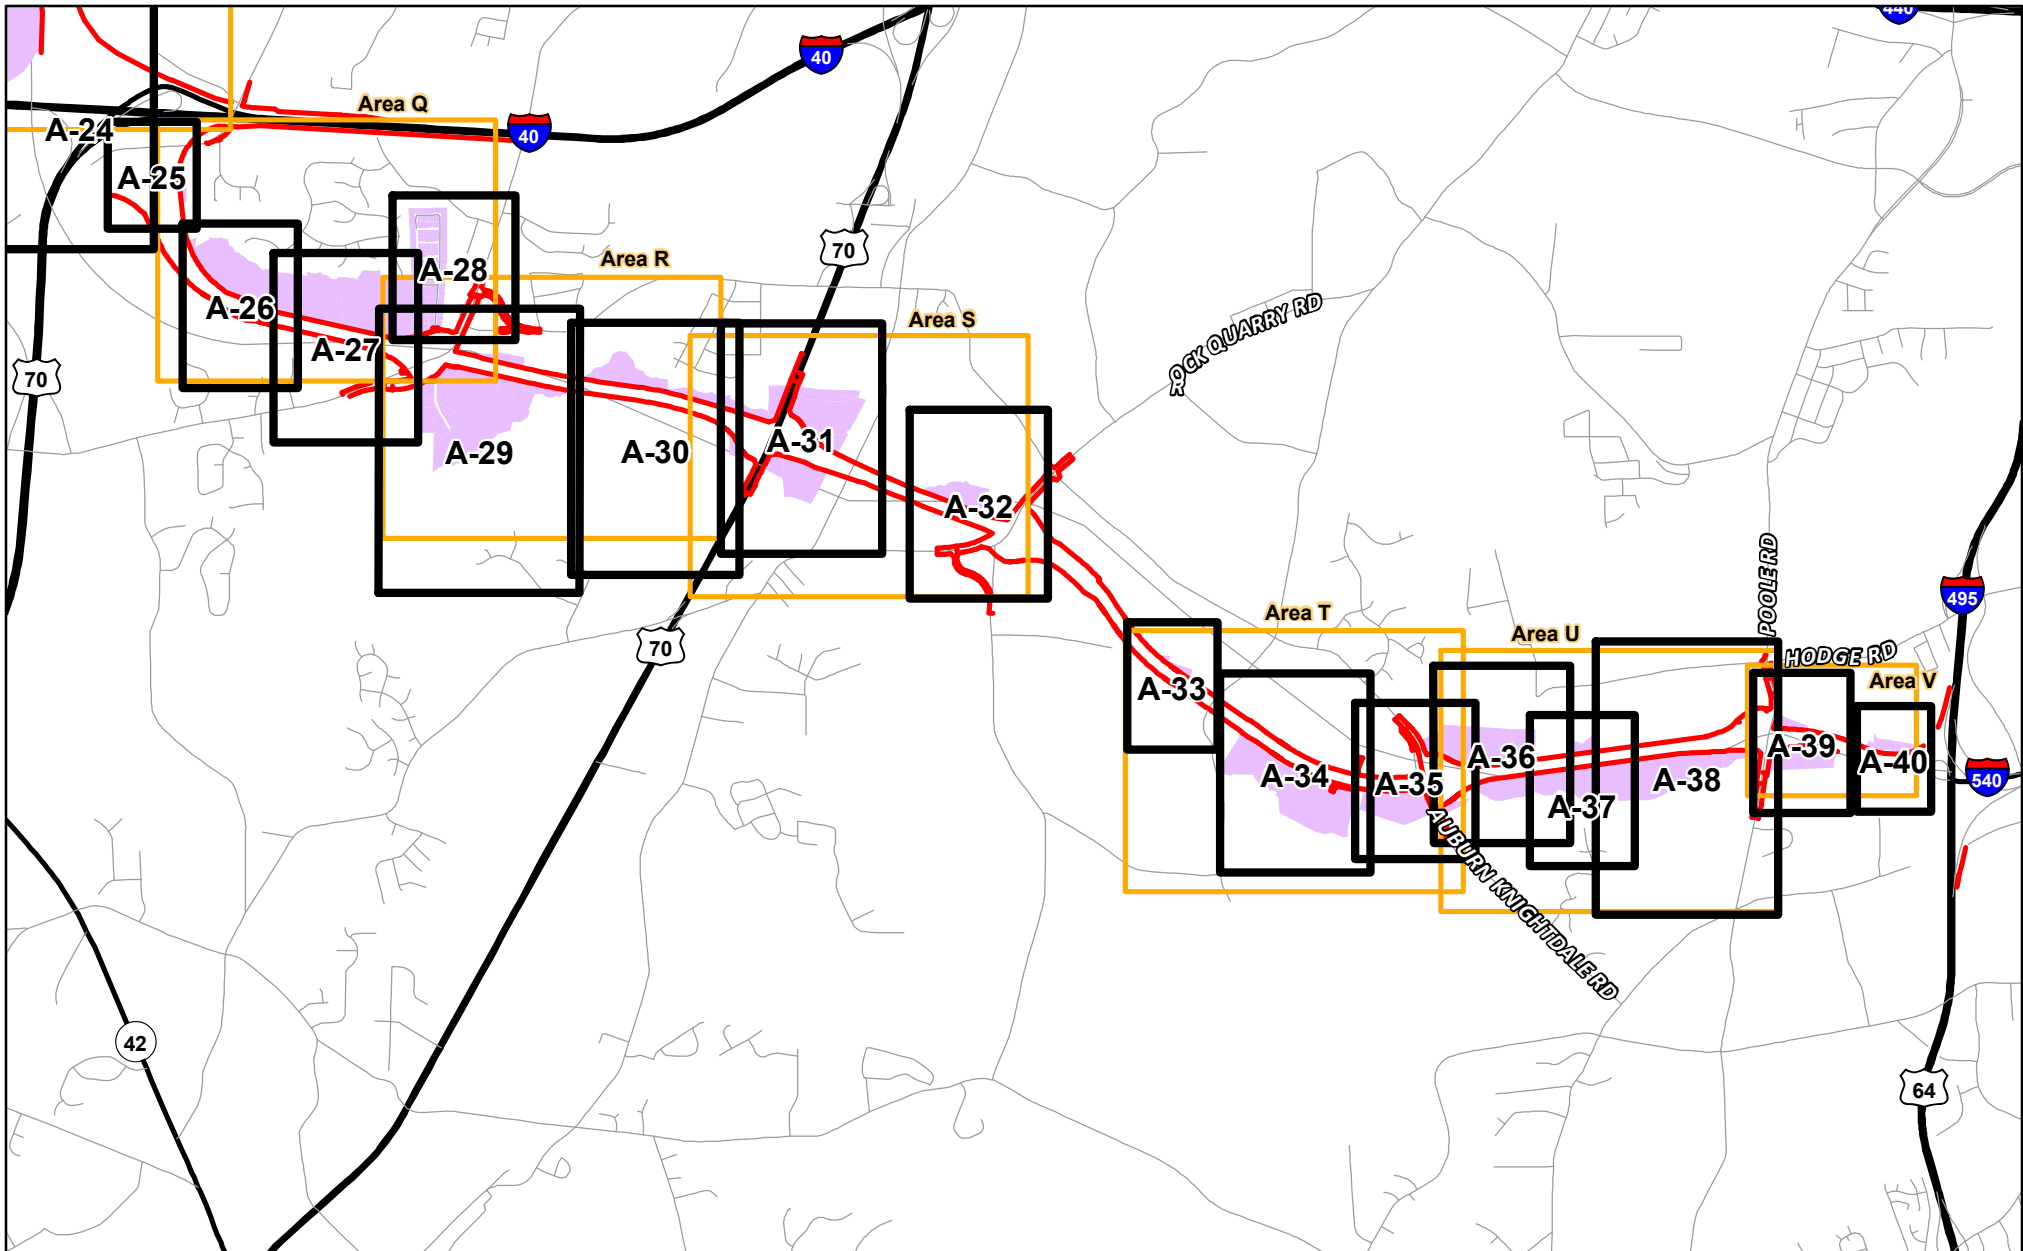 440
40
Area Q
40
A-24
A-25
70
Area R
A-28
A-26
ROCK QUARRY RD
Area S
A-27
70
A-31
A-29
A-30
A-32
POOLE RD
495
Area T
Area U
70
HODGE RD
Area V
A-33
A-39
A-36
A-40
A-34
A-35
A-38
540
A-37
AUBURN KNIGHTDALE RD
42
64